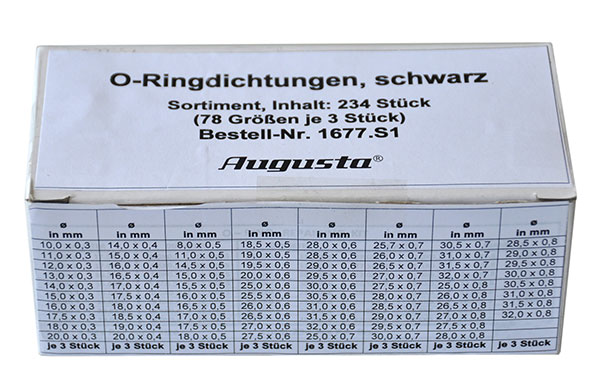 O-Ringdichtungen, schwarz
Sortiment, Inhalt: 234 Stück
(78 Größen je 3 Stück)
Bestell-Nr. 1677.S1
Augusta®
ø ø ø ø ø ø ø ø
in mm in mm in mm in mm in mm in mm in mm in mm
10,0 x 0,3 14,0 x 0,4 8,0 x 0,5 18,5 x 0,5 28,0 x 0,6 25,7 x 0,7 30,5 x 0,7 28,5 x 0,8
11,0 x 0,3 15,0 x 0,4 11,0 x 0,5 19,0 x 0,5 28,5 x 0,6 26,0 x 0,7 31,0 x 0,7 29,0 x 0,8
12,0 x 0,3 16,0 x 0,4 14,5 x 0,5 19,5 x 0,5 29,0 x 0,6 26,5 x 0,7 31,5 x 0,7 29,5 x 0,8
13,0 x 0,3 16,5 x 0,4 15,0 x 0,5 20,0 x 0,6 29,5 x 0,6 27,0 x 0,7 32,0 x 0,7 30,0 x 0,8
14,0 x 0,3 17,0 x 0,4 15,5 x 0,5 25,0 x 0,6 30,0 x 0,6 27,5 x 0,7 25,0 x 0,8 30,5 x 0,8
15,0 x 0,3 17,5 x 0,4 16,0 x 0,5 25,5 x 0,6 30,5 x 0,6 28,0 x 0,7 26,0 x 0,8 31,0 x 0,8
16,0 x 0,3 18,0 x 0,4 16,5 x 0,5 26,0 x 0,6 31,0 x 0,6 28,5 x 0,7 26,5 x 0,8 31,5 x 0,8
17,5 x 0,3 18,5 x 0,4 17,0 x 0,5 26,5 x 0,6 31,5 x 0,6 29,0 x 0,7 27,0 x 0,8 32,0 x 0,8
18,0 x 0,3 19,0 x 0,4 17,5 x 0,5 27,0 x 0,6 32,0 x 0,6 29,5 x 0,7 27,5 x 0,8
20,0 x 0,3 20,0 x 0,4 18,0 x 0,5 27,5 x 0,6 25,0 x 0,7 30,0 x 0,7 28,0 x 0,8
je 3 Stück je 3 Stück je 3 Stück je 3 Stück je 3 Stück je 3 Stück je 3 Stück je 3 Stück